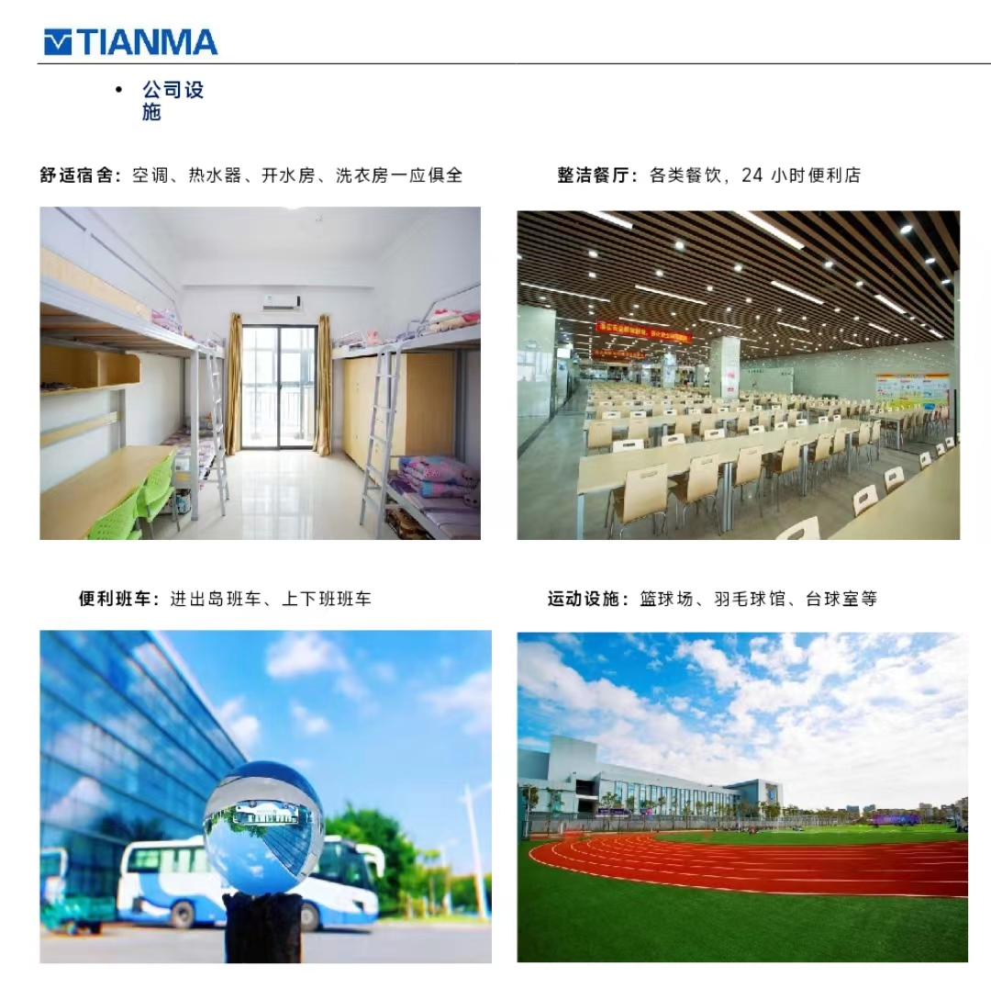 TIANMA
• 公司设
施
舒适宿舍：空调、热水器、开水房、洗衣房一应俱全
整洁餐厅：各类餐饮，24 小时便利店
便利班车：进出岛班车、上下班班车
运动设施：篮球场、羽毛球馆、台球室等